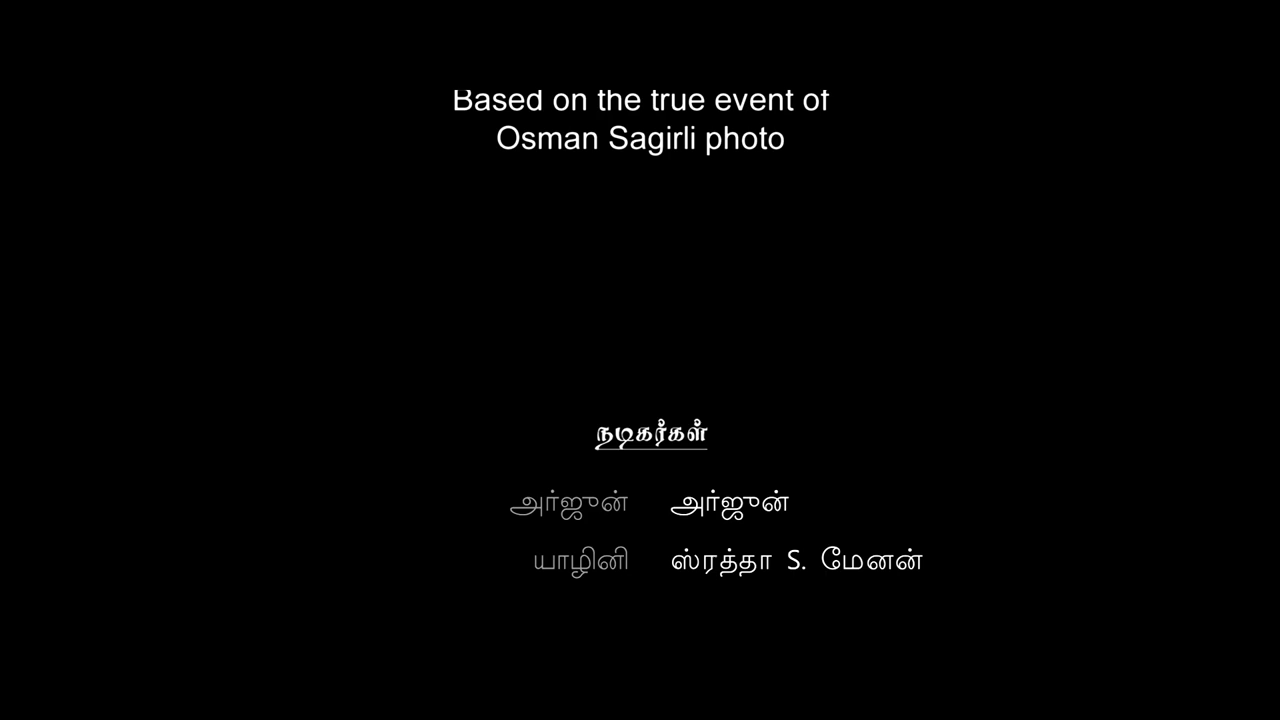 Based on the true event of
Osman Sagirli photo
நடிகர்கள்
அர்ஜுன் அர்ஜுன்
யாழினி ஸ்ரத்தா S. மேனன்